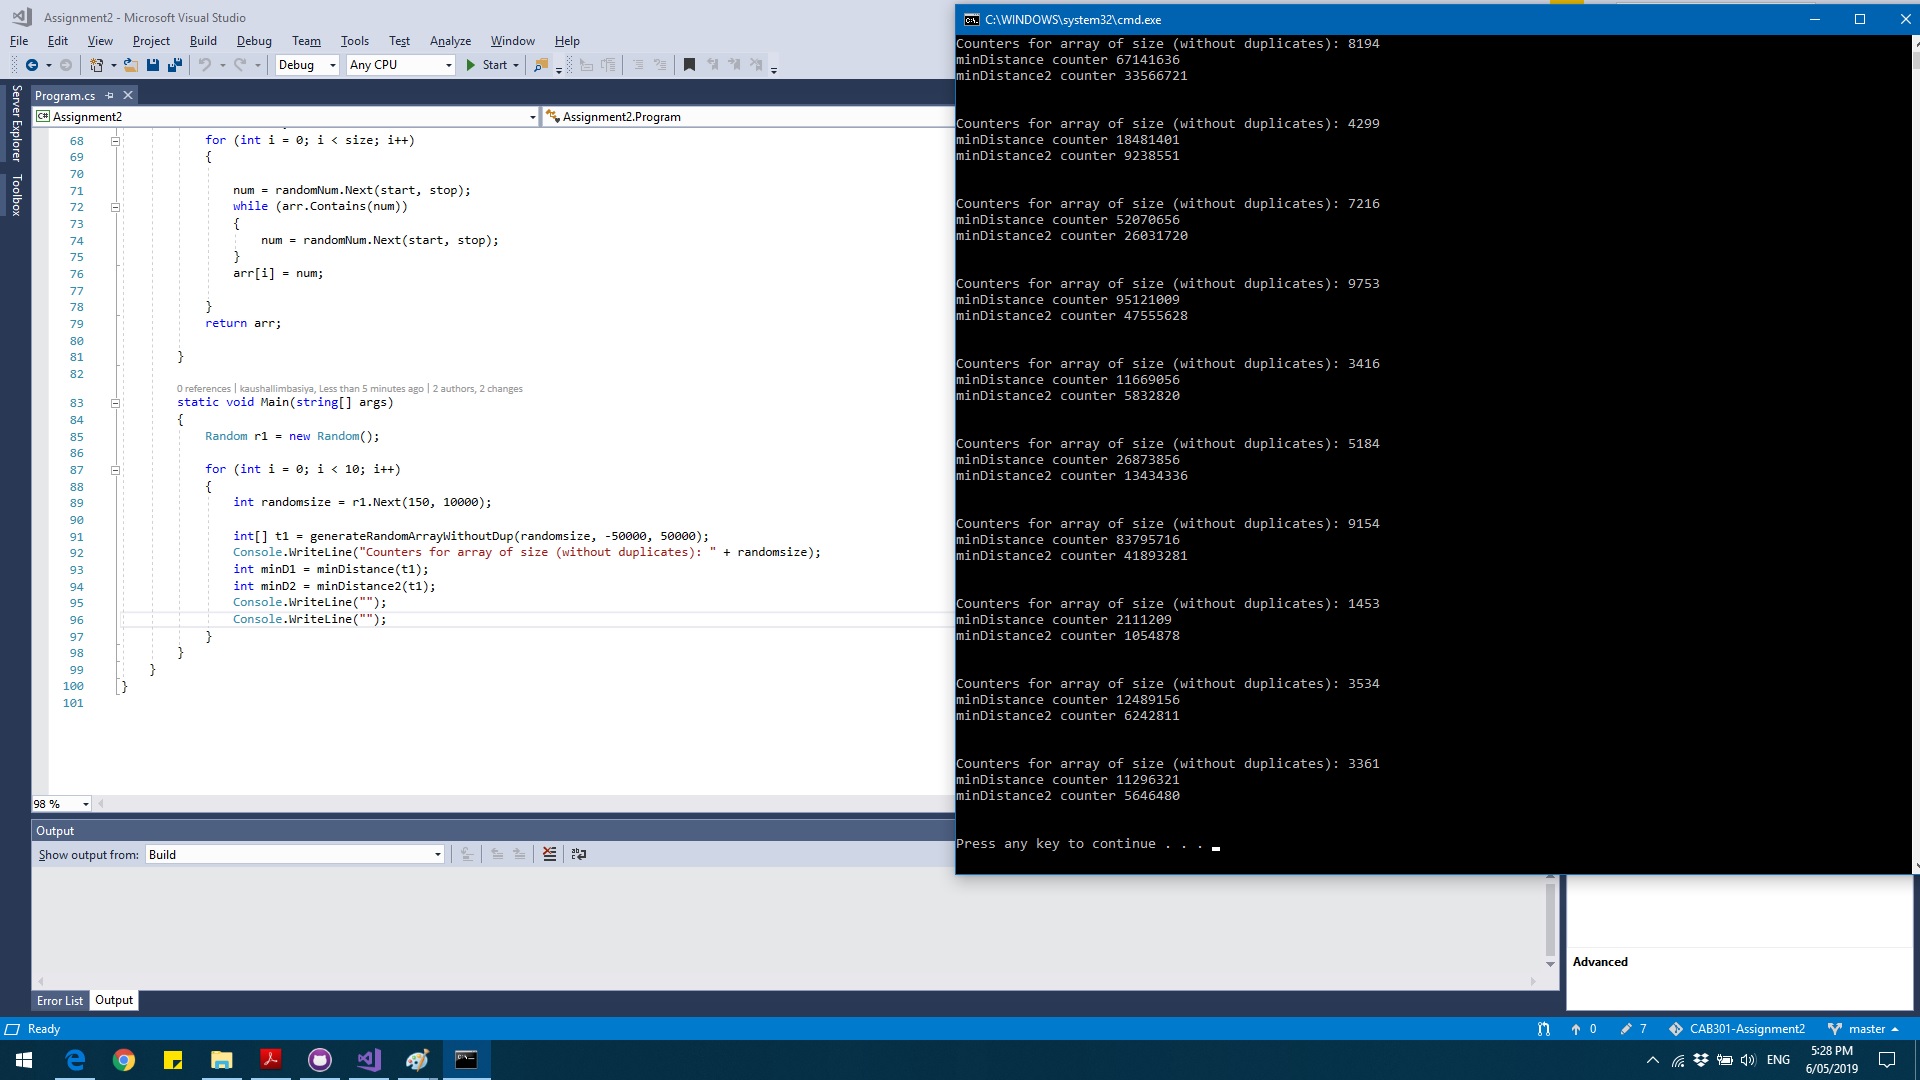 Assignment2 - Microsoft Visual Studio
File Edit View Project Build Debug Team Tools Test Analyze Window Help
Debug Any CPU Start
Server Explorer
Toolbox
Program.cs
C# Assignment2
Assignment2.Program
68 for (int i = 0; i < size; i++)
69 {
70
71 num = randomNum.Next(start, stop);
72 while (arr.Contains(num))
73 {
74 num = randomNum.Next(start, stop);
75 }
76 arr[i] = num;
77
78 }
79 return arr;
80
81 }
82
0 references | kaushallimbasiya, Less than 5 minutes ago | 2 authors, 2 changes
83 static void Main(string[] args)
84 {
85 Random r1 = new Random();
86
87 for (int i = 0; i < 10; i++)
88 {
89 int randomsize = r1.Next(150, 10000);
90
91 int[] t1 = generateRandomArrayWithoutDup(randomsize, -50000, 50000);
92 Console.WriteLine("Counters for array of size (without duplicates): " + randomsize);
93 int minD1 = minDistance(t1);
94 int minD2 = minDistance2(t1);
95 Console.WriteLine("");
96 Console.WriteLine("");
97 }
98 }
99 }
100 }
101
98 %
Output
Show output from: Build
Error List Output
C:\WINDOWS\system32\cmd.exe
Counters for array of size (without duplicates): 8194
minDistance counter 67141636
minDistance2 counter 33566721
Counters for array of size (without duplicates): 4299
minDistance counter 18481401
minDistance2 counter 9238551
Counters for array of size (without duplicates): 7216
minDistance counter 52070656
minDistance2 counter 26031720
Counters for array of size (without duplicates): 9753
minDistance counter 95121009
minDistance2 counter 47555628
Counters for array of size (without duplicates): 3416
minDistance counter 11669056
minDistance2 counter 5832820
Counters for array of size (without duplicates): 5184
minDistance counter 26873856
minDistance2 counter 13434336
Counters for array of size (without duplicates): 9154
minDistance counter 83795716
minDistance2 counter 41893281
Counters for array of size (without duplicates): 1453
minDistance counter 2111209
minDistance2 counter 1054878
Counters for array of size (without duplicates): 3534
minDistance counter 12489156
minDistance2 counter 6242811
Counters for array of size (without duplicates): 3361
minDistance counter 11296321
minDistance2 counter 5646480
Press any key to continue . . .
Advanced
Ready 0 7 CAB301-Assignment2 master
ENG 5:28 PM
6/05/2019